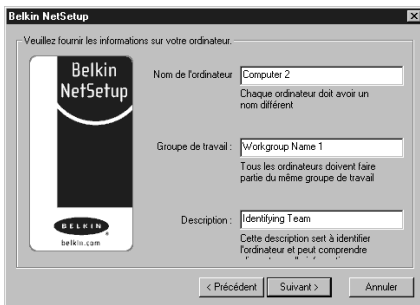 Belkin NetSetup
Veuillez fournir les informations sur votre ordinateur.
Belkin
NetSetup
BELKIN
belkin.com
Nom de l'ordinateur
Computer 2
Chaque ordinateur doit avoir un
nom différent
Groupe de travail :
Workgroup Name 1
Tous les ordinateurs doivent faire
partie du même groupe de travail
Description :
Identifying Team
Cette description sert à identifier
l'ordinateur et peut comprendre
< Précédent
Suivant >
Annuler